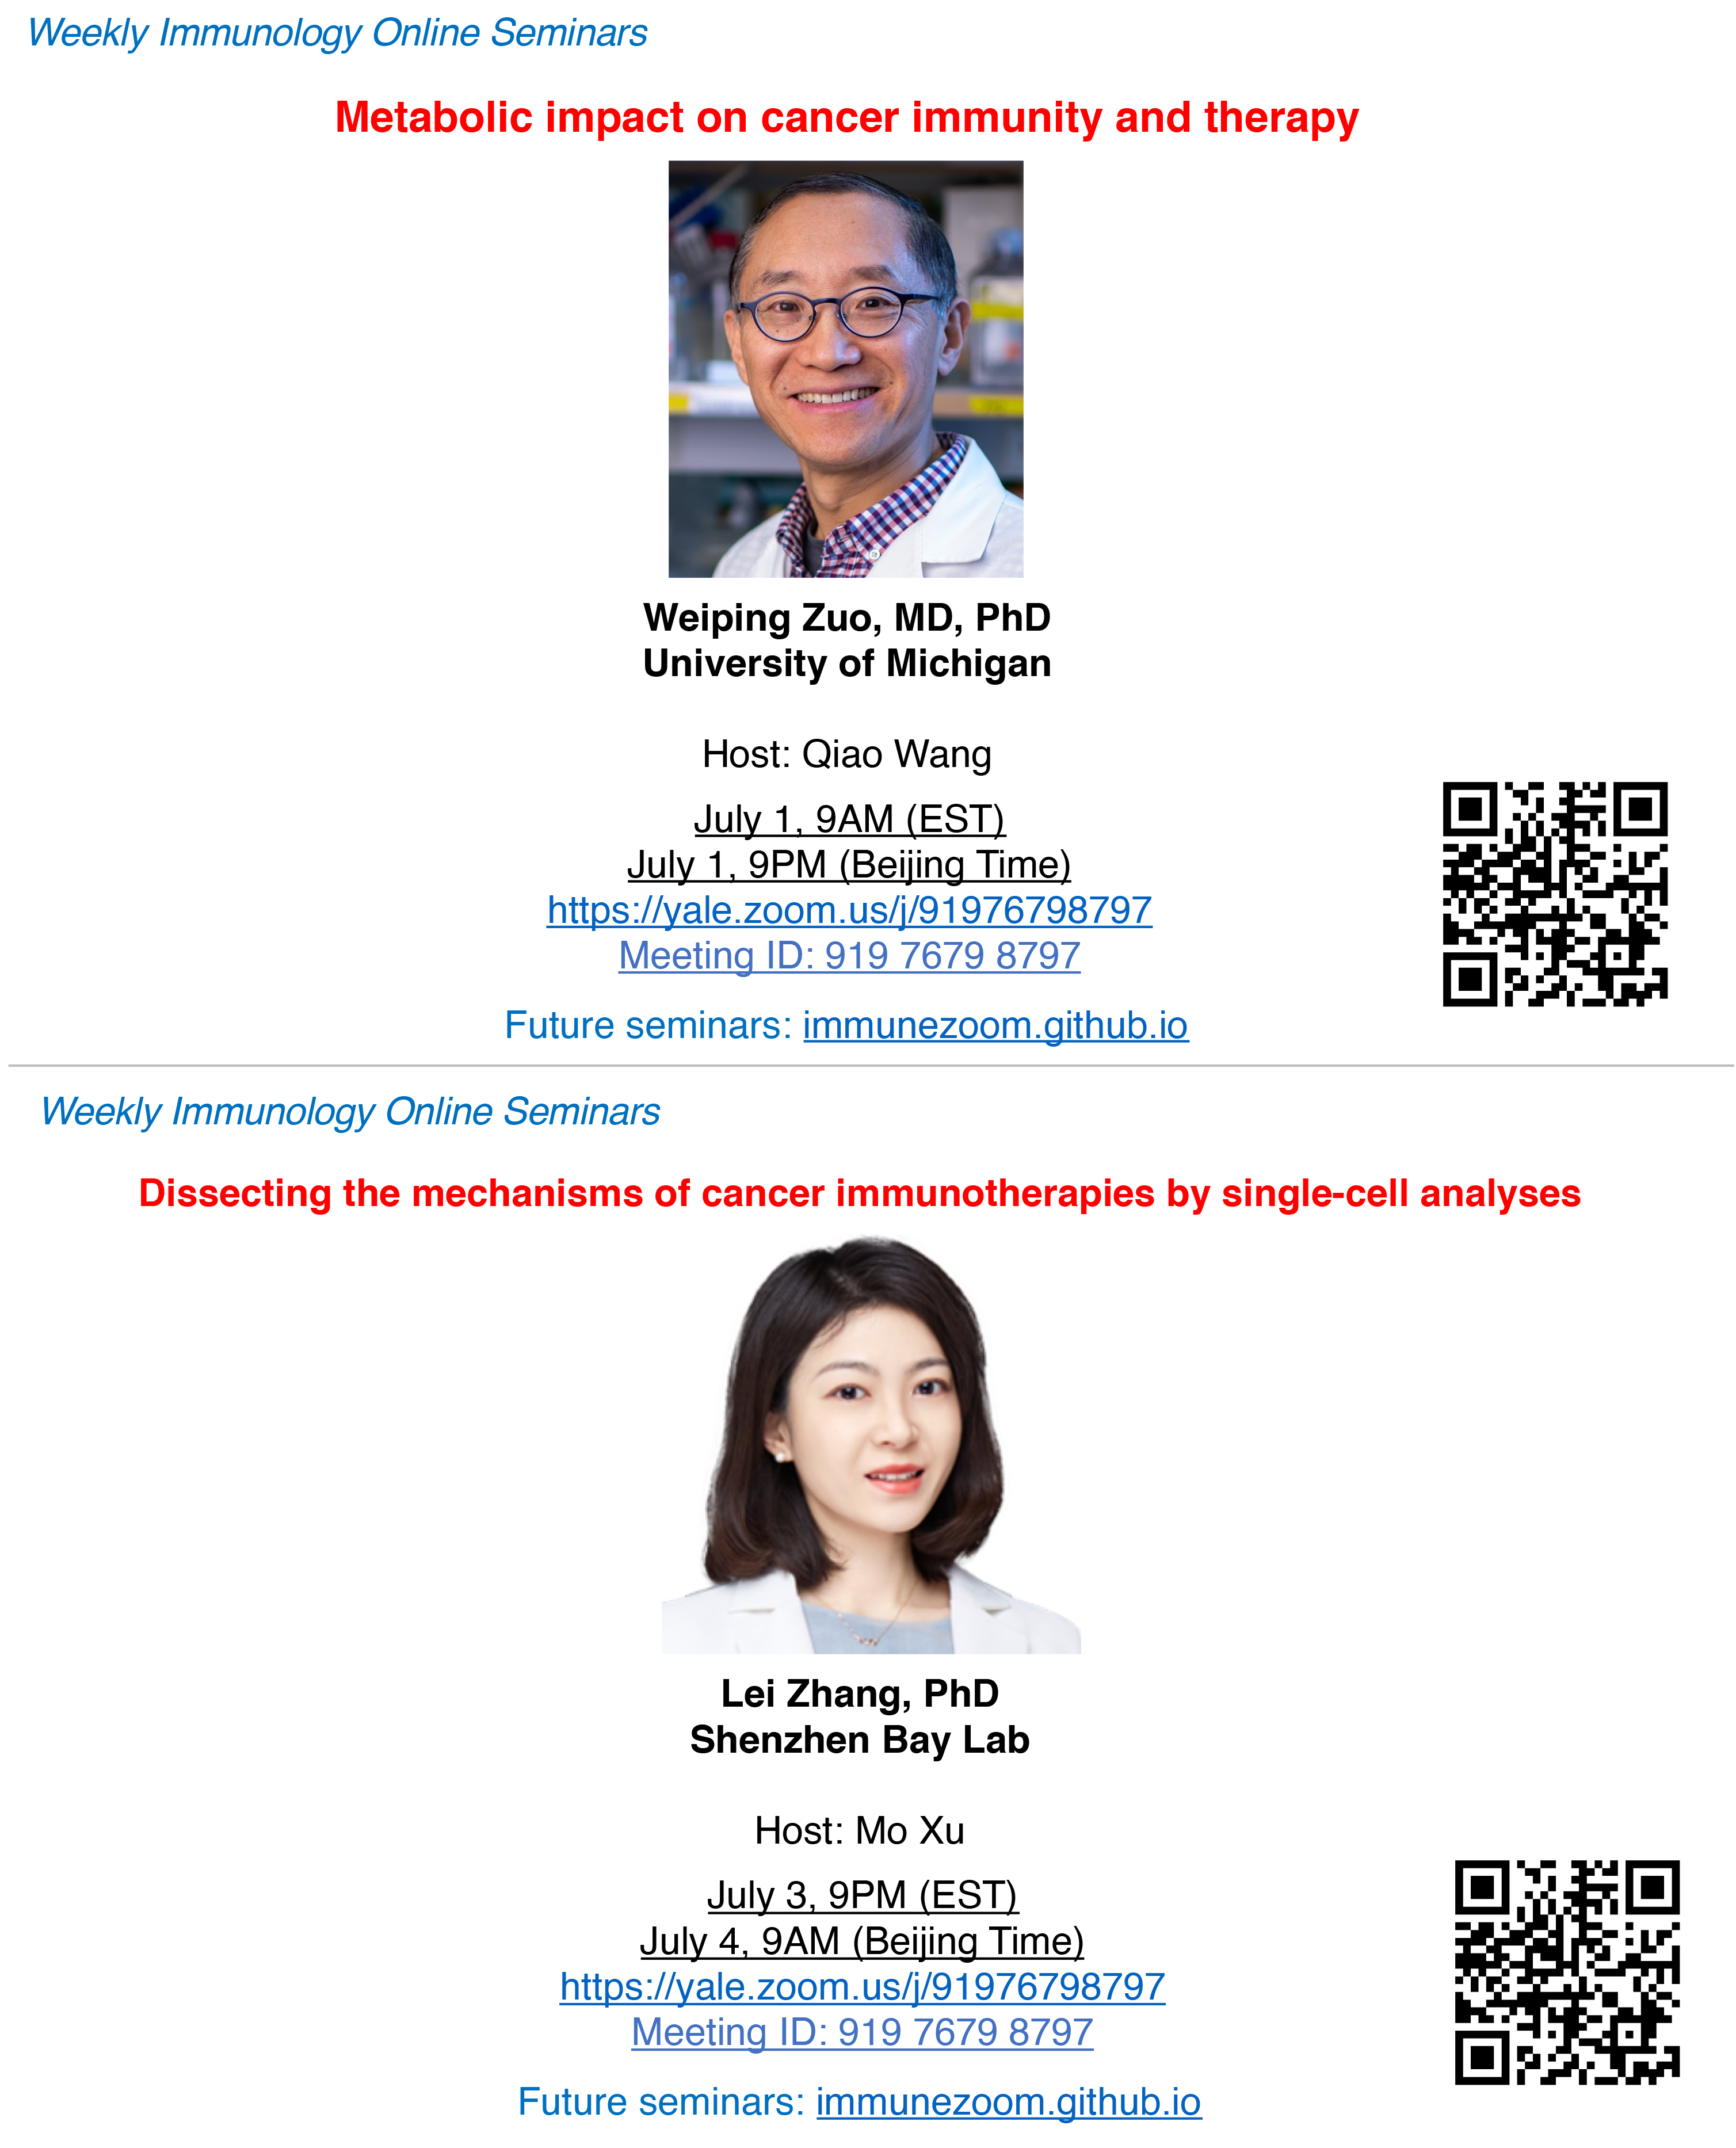 Weekly Immunology Online Seminars
Metabolic impact on cancer immunity and therapy
Weiping Zuo, MD, PhD
University of Michigan
Host: Qiao Wang
July 1, 9AM (EST)
July 1, 9PM (Beijing Time)
https://yale.zoom.us/j/91976798797
Meeting ID: 919 7679 8797
Future seminars: immunezoom.github.io
Weekly Immunology Online Seminars
Dissecting the mechanisms of cancer immunotherapies by single-cell analyses
Lei Zhang, PhD
Shenzhen Bay Lab
Host: Mo Xu
July 3, 9PM (EST)
July 4, 9AM (Beijing Time)
https://yale.zoom.us/j/91976798797
Meeting ID: 919 7679 8797
Future seminars: immunezoom.github.io